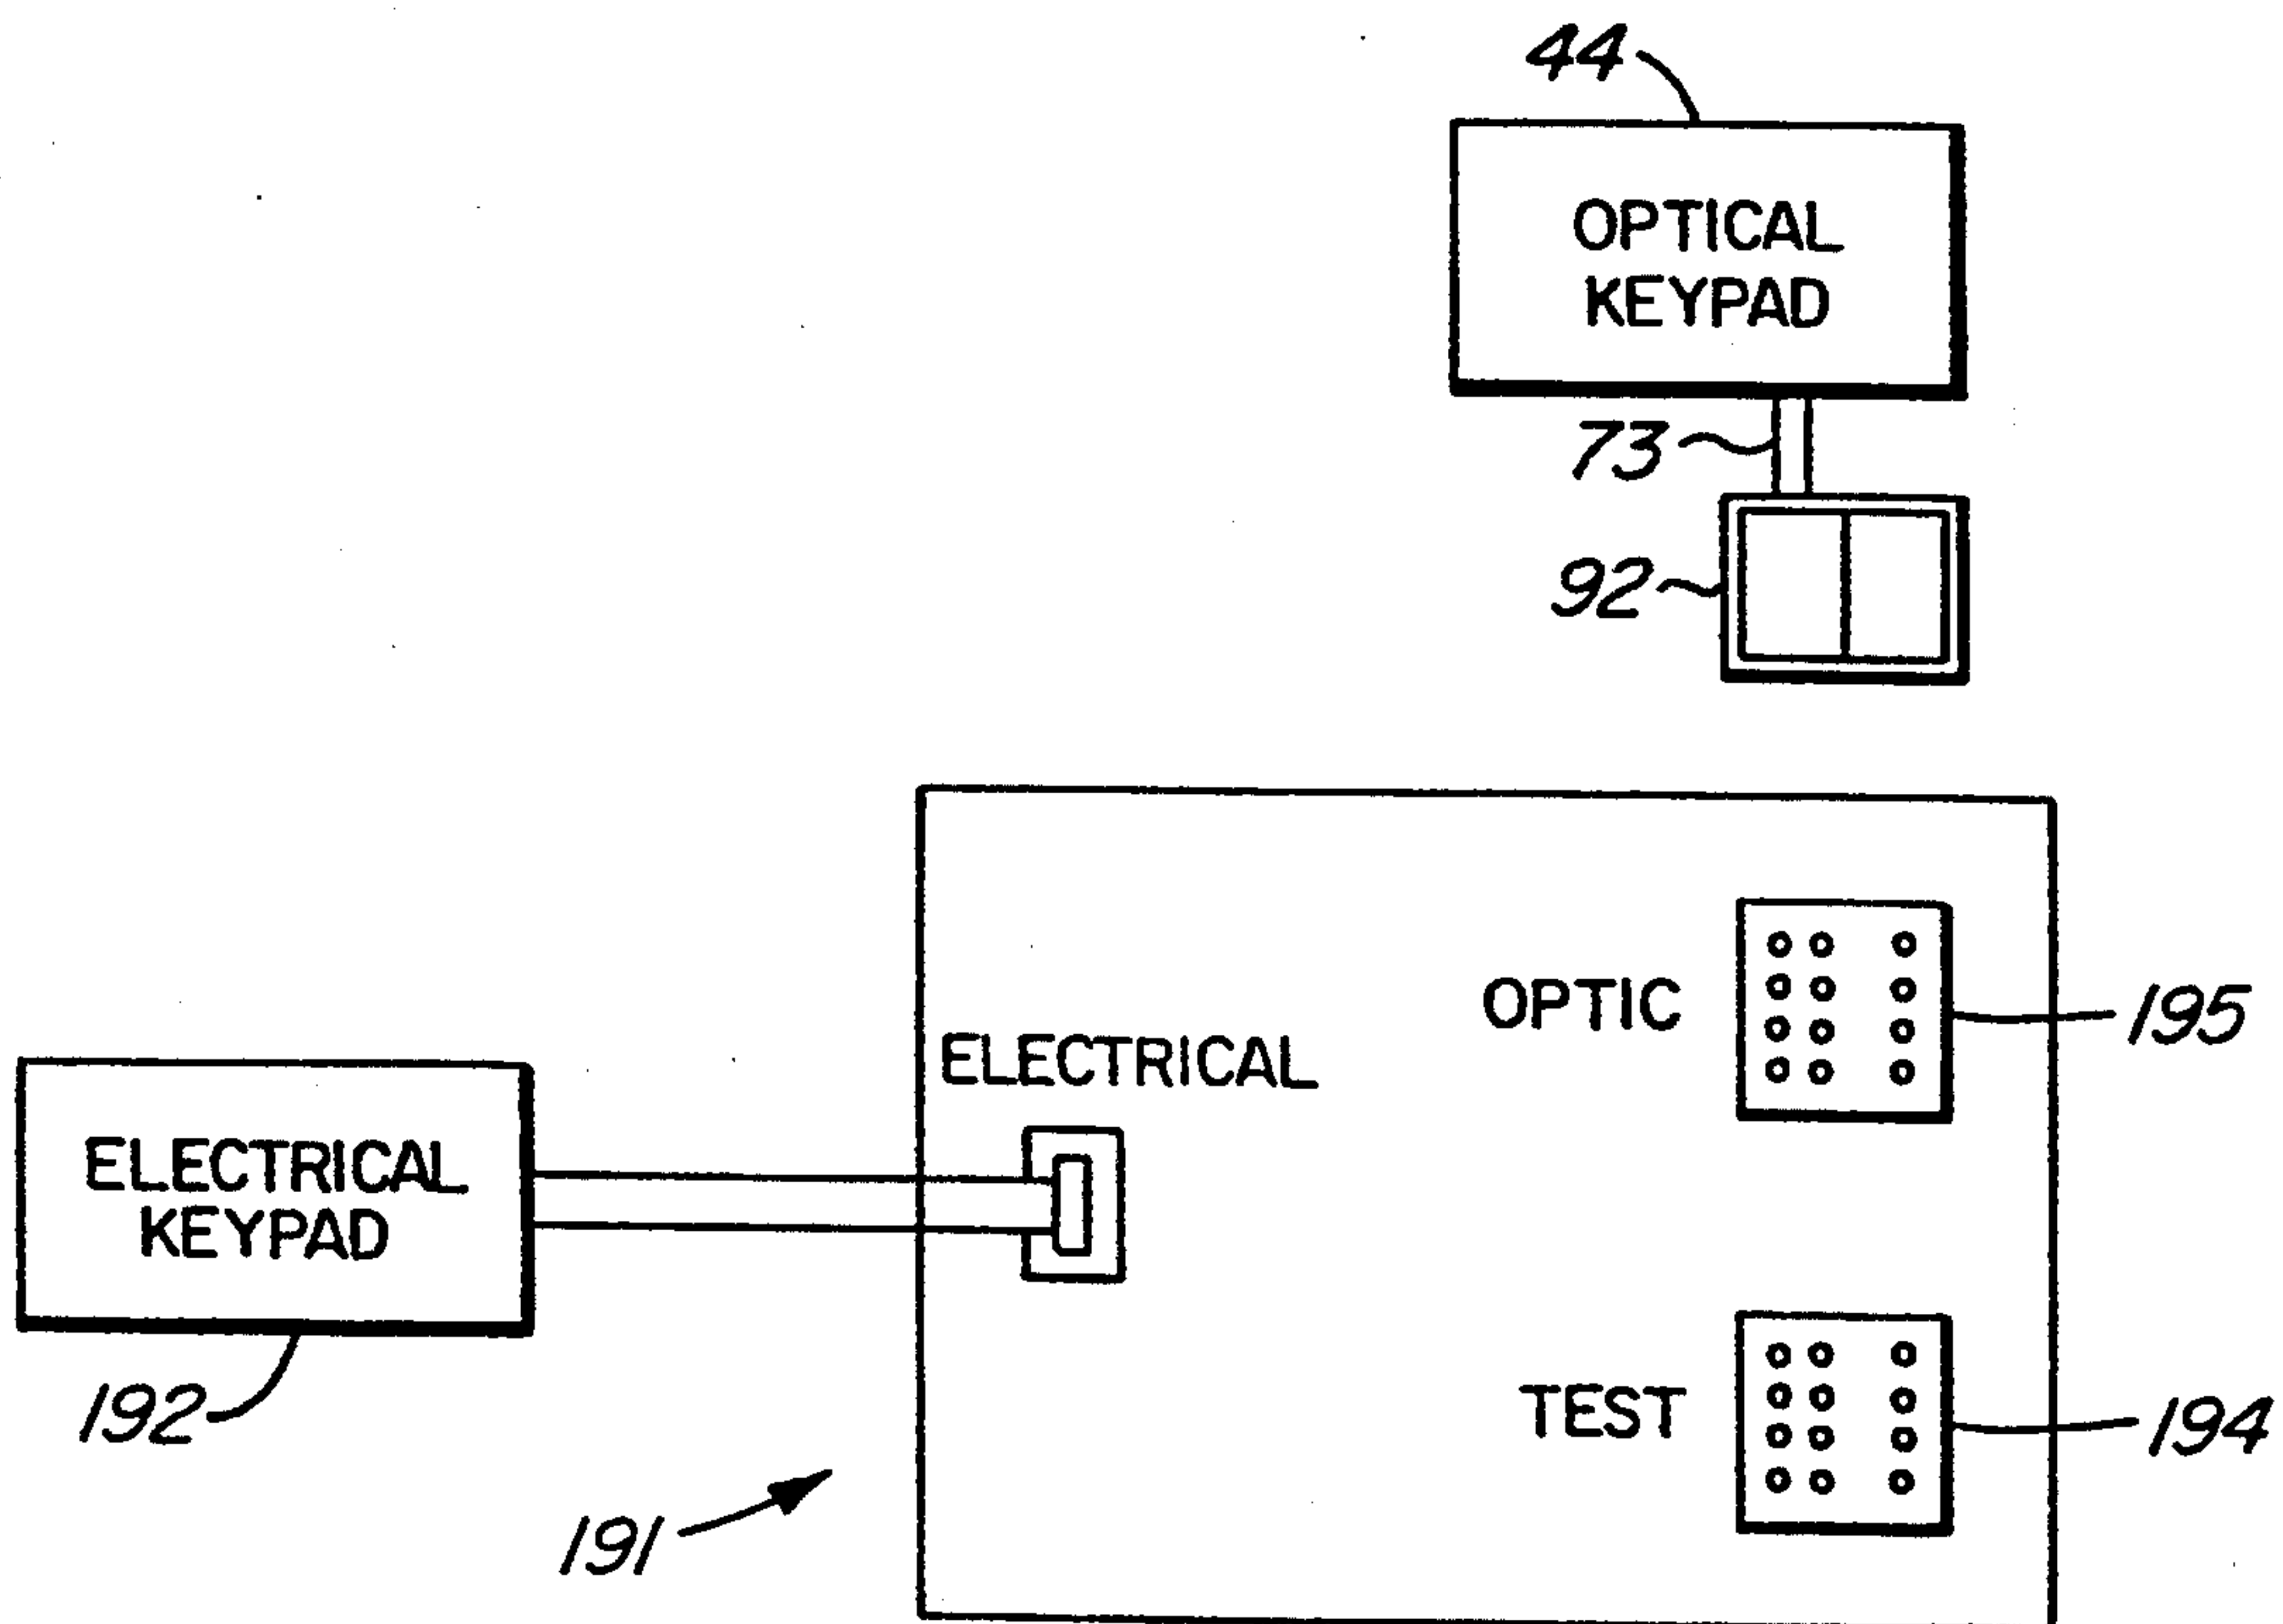 44
OPTICAL
KEYPAD
73
92
OPTIC
195
ELECTRICAL
ELECTRICAL
KEYPAD
192
TEST
194
191